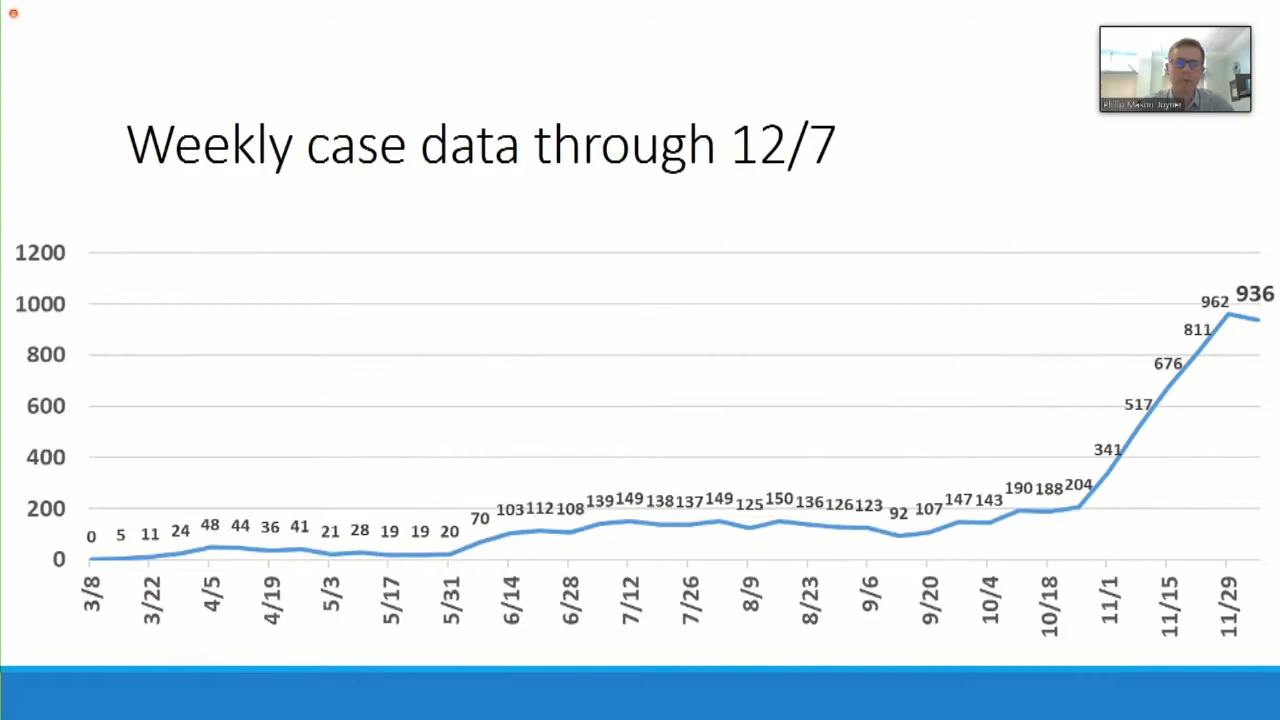 Phillip Mason Joyner
Weekly case data through 12/7
1200
1000
800
600
400
200
0
0 5 11 24 48 44 36 41 21 28 19 19 20 70 103 112 108 139 149 138 137 149 125 150 136 126 123 92 107 147 143 190 188 204 341 517 676 811 962 936
3/8 3/22 4/5 4/19 5/3 5/17 5/31 6/14 6/28 7/12 7/26 8/9 8/23 9/6 9/20 10/4 10/18 11/1 11/15 11/29